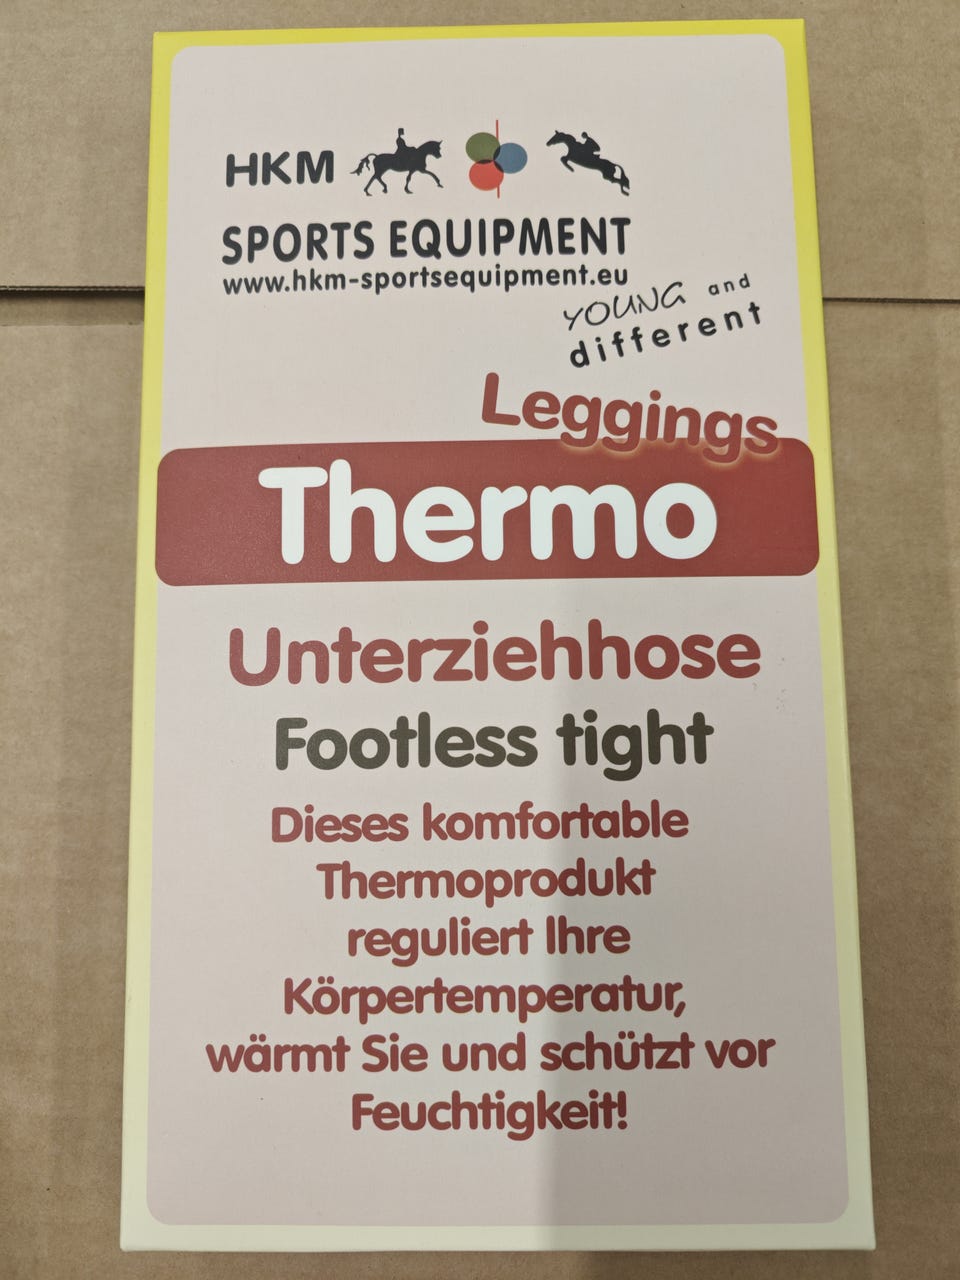 HKM
SPORTS EQUIPMENT
www.hkm-sportsequipment.eu
YOUNG and
different
Leggings
Thermo
Unterziehhose
Footless tight
Dieses komfortable
Thermoprodukt
reguliert Ihre
Körpertemperatur,
wärmt Sie und schützt vor
Feuchtigkeit!